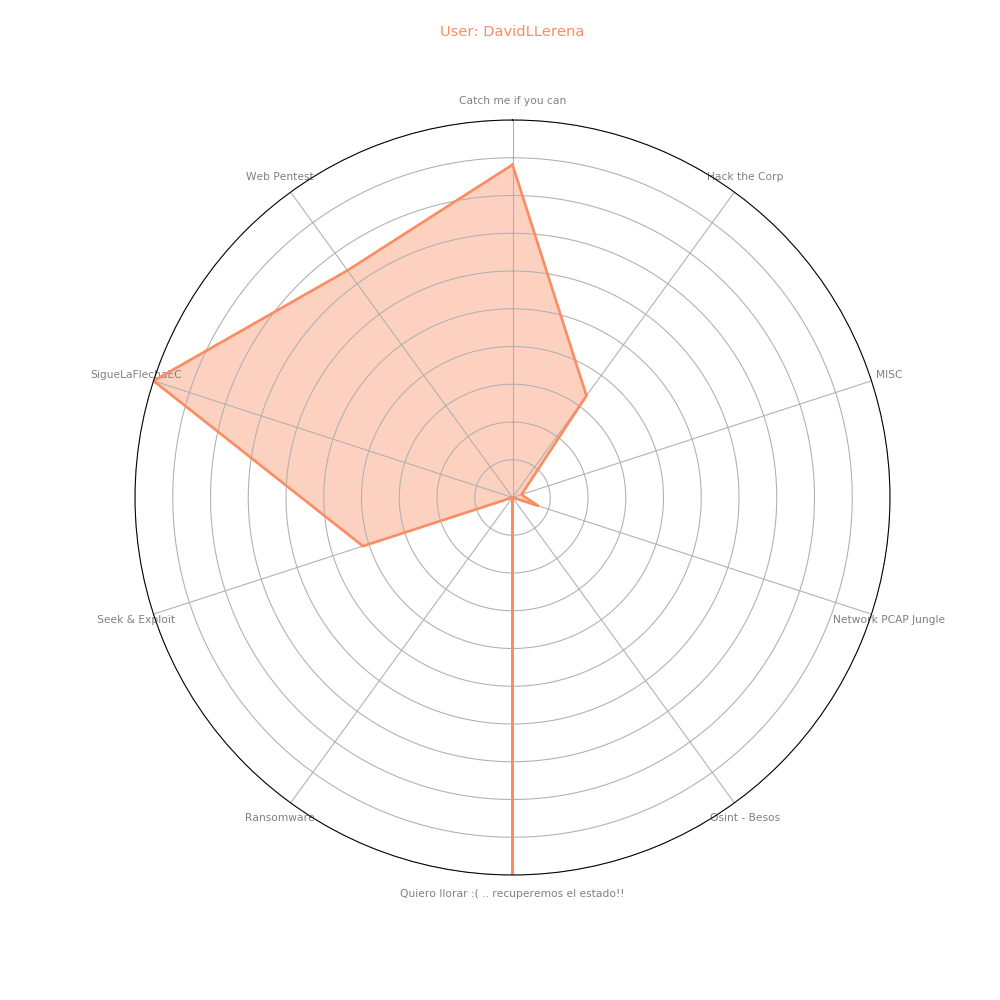 User: DavidLLerena
Catch me if you can
Web Pentest
Hack the Corp
SigueLaFlechaEC
MISC
Seek & Exploit
Network PCAP Jungle
Ransomware
Osint - Besos
Quiero llorar :( .. recuperemos el estado!!